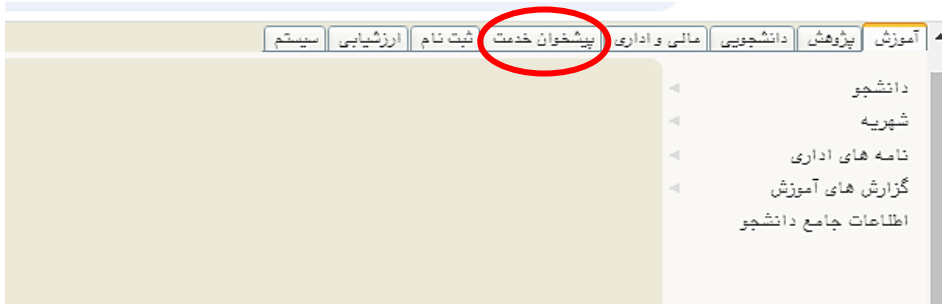 آموزش پژوهش دانشجویی مالی و اداری پیشخوان خدمت ثبت نام ارزشیابی سیستم
دانشجو
شهریه
نامه های اداری
گزارش های آموزش
اطلاعات جامع دانشجو